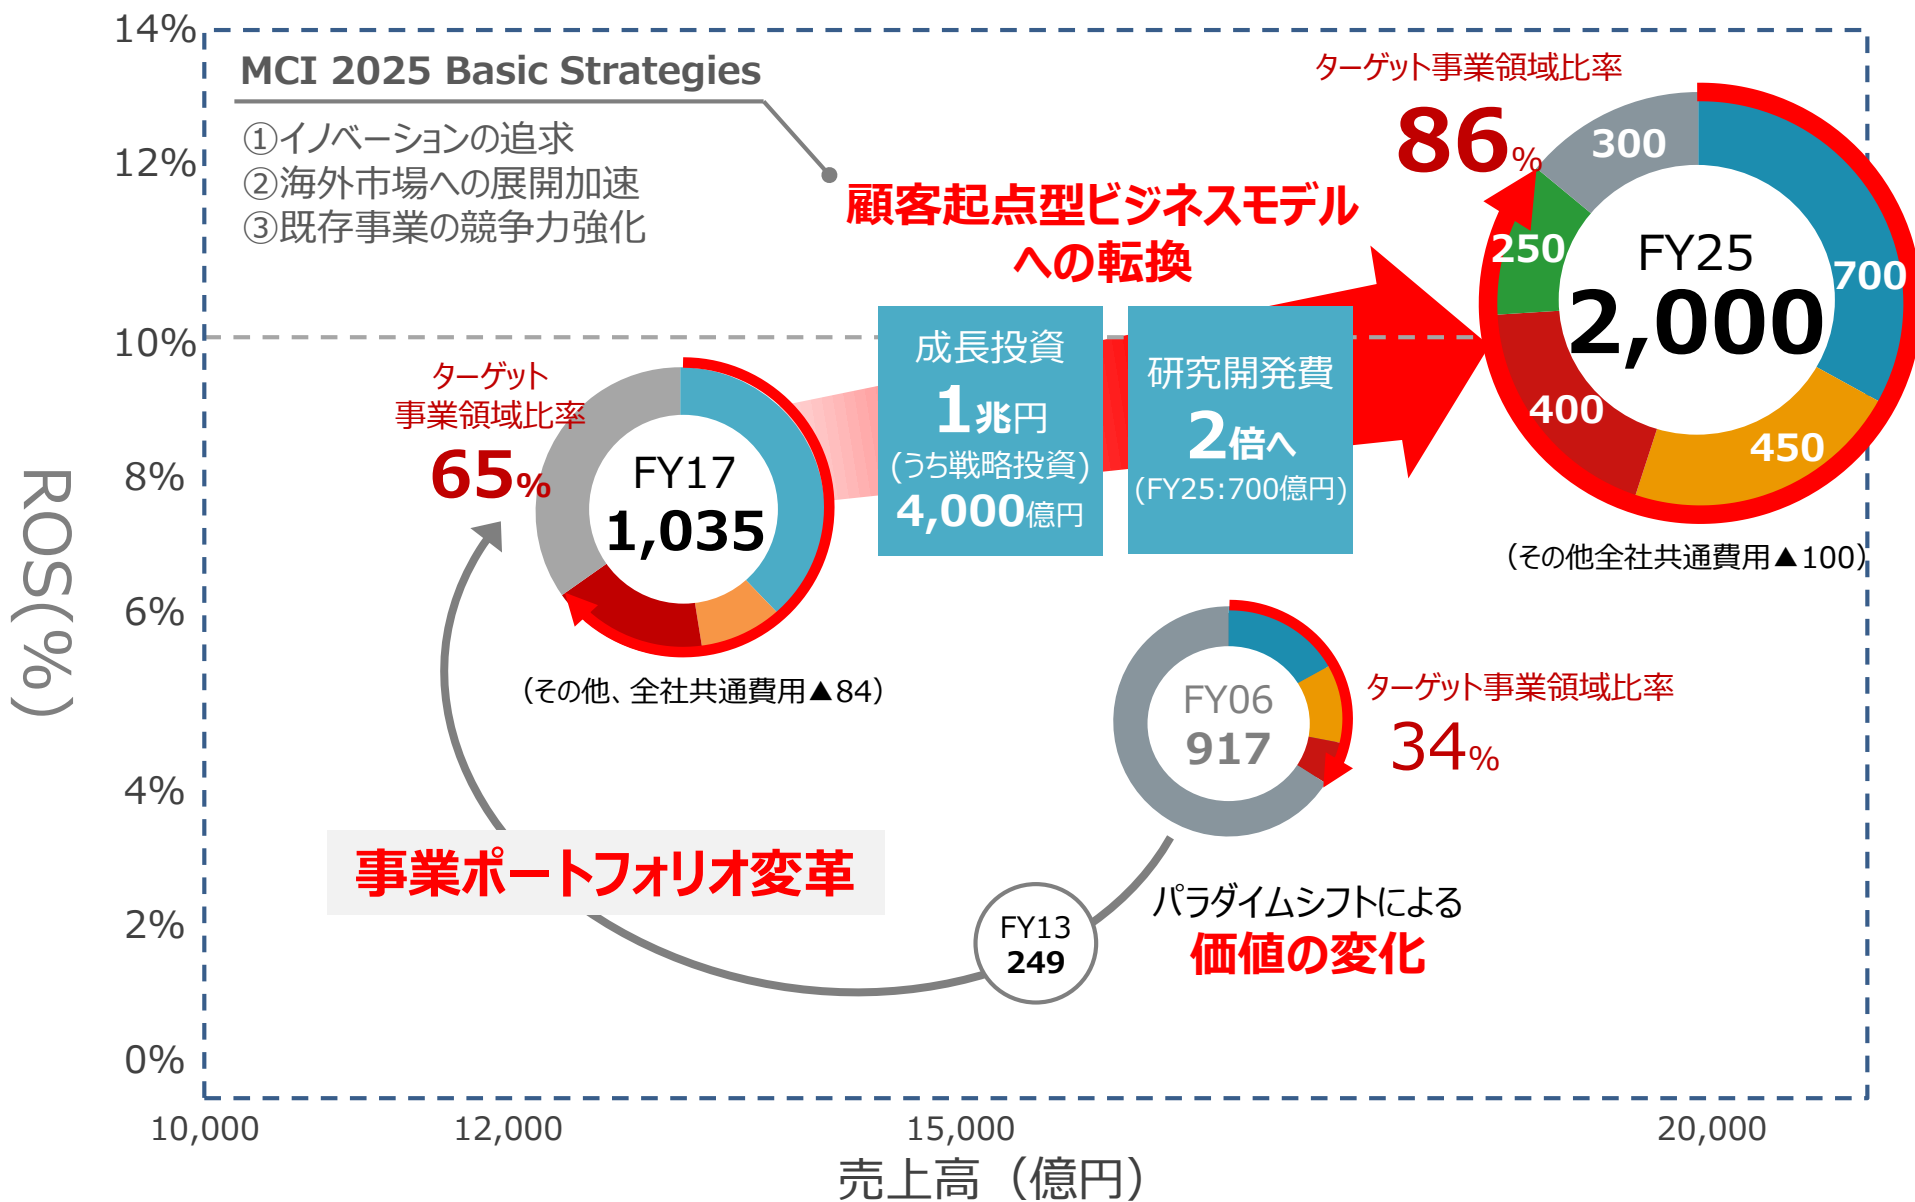 14%
12%
10%
8%
6%
4%
2%
0%
ROS(%)
MCI 2025 Basic Strategies
①イノベーションの追求
②海外市場への展開加速
③既存事業の競争力強化
顧客起点型ビジネスモデル
への転換
ターゲット事業領域比率
86%
300
250
700
400
450
FY25
2,000
(その他全社共通費用▲100)
成長投資
1兆円
(うち戦略投資)
4,000億円
研究開発費
2倍へ
(FY25:700億円)
ターゲット
事業領域比率
65%
FY17
1,035
(その他、全社共通費用▲84)
FY06
917
ターゲット事業領域比率
34%
事業ポートフォリオ変革
FY13
249
パラダイムシフトによる
価値の変化
10,000
12,000
15,000
20,000
売上高（億円)